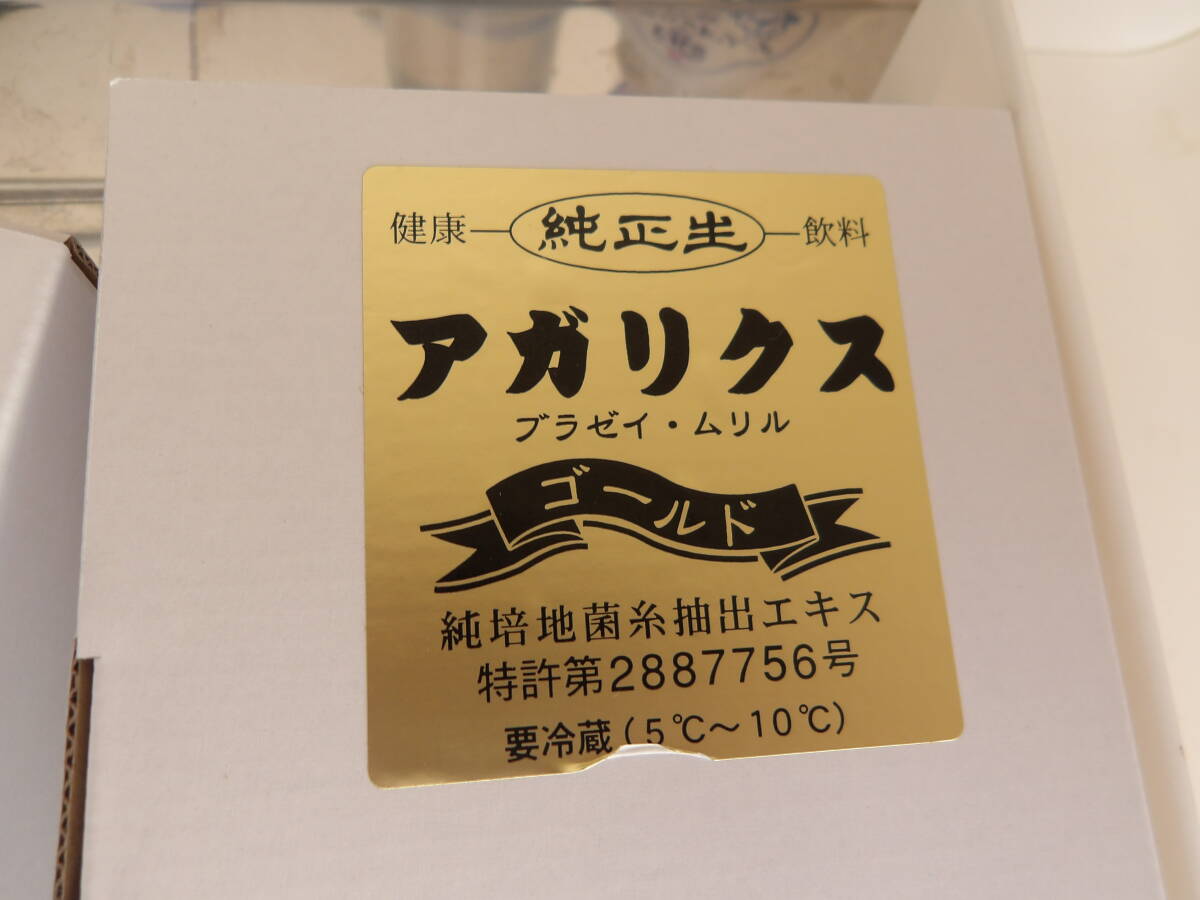 健康 純正生 飲料
アガリクス
ブラゼイ・ムリル
ゴールド
純培地菌糸抽出エキス
特許第2887756号
要冷蔵(5℃〜10℃)